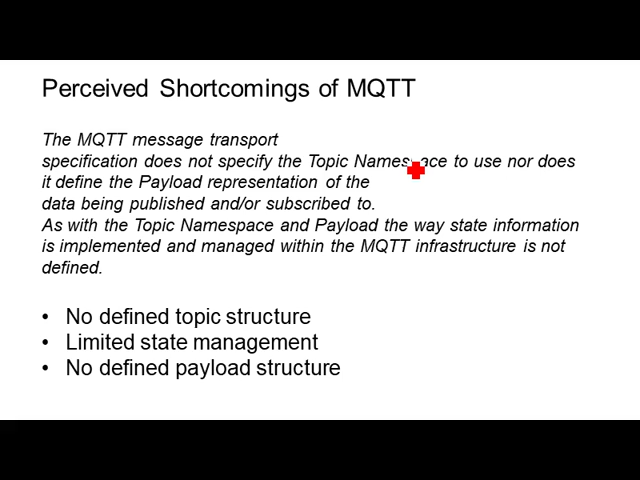 Perceived Shortcomings of MQTT
The MQTT message transport
specification does not specify the Topic Namespace to use nor does
it define the Payload representation of the
data being published and/or subscribed to.
As with the Topic Namespace and Payload the way state information
is implemented and managed within the MQTT infrastructure is not
defined.
• No defined topic structure
• Limited state management
• No defined payload structure